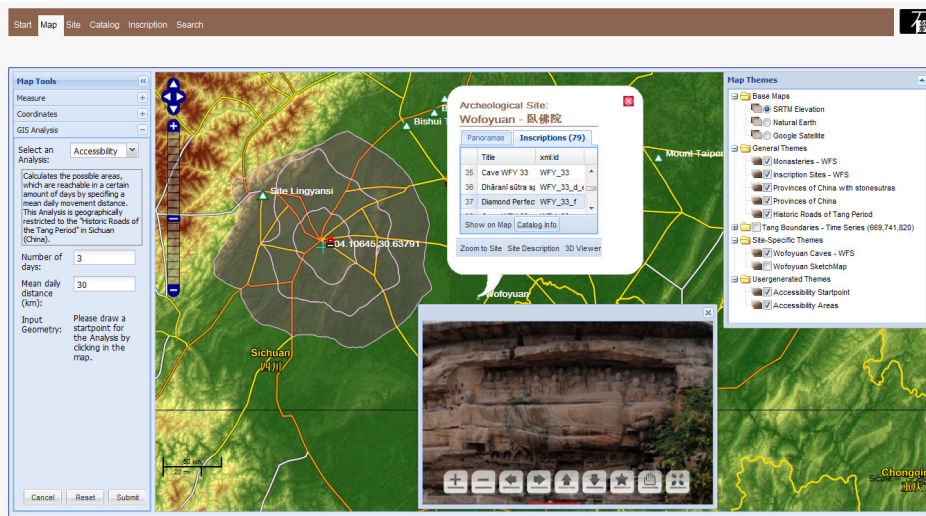 Start Map Site Catalog Inscription Search
Map Tools
Measure
Coordinates
GIS Analysis
Select an
Analysis:
Accessibility
Calculates the possible areas,
which are reachable in a certain
amount of days by specifing a
mean daily movement distance.
This Analysis is geographically
restricted to the "Historic Roads of
the Tang Period" in Sichuan
(China).
Number of
days:
3
Mean daily
distance
(km):
30
Input
Geometry:
Please draw a
startpoint for
the Analysis by
clicking in the
map.
Cancel Reset Submit
Bishui
Site Lingyansi
04.10645,30.63791
Wofoyuan
Mount Taiper
Sichuan
四川
50 km
20 mi
Archeological Site:
Wofoyuan - 臥佛院
Panoramas Inscriptions (79)
Title xml:id
35 Cave WFY 33 WFY_33
36 Dhāraṇī sūtra sp WFY_33_d_e
37 Diamond Perfec WFY_33_f
Show on Map Catalog Info
Zoom to Site Site Description 3D Viewer
Map Themes
Base Maps
SRTM Elevation
Natural Earth
Google Satellite
General Themes
Monasteries - WFS
Inscription Sites - WFS
Provinces of China with stonesutras
Provinces of China
Historic Roads of Tang Period
Tang Boundaries - Time Series (669,741,820)
Site-Specific Themes
Wofoyuan Caves - WFS
Wofoyuan SketchMap
Usergenerated Themes
Accessibility Startpoint
Accessibility Areas
Chongqin
重庆
Scale =